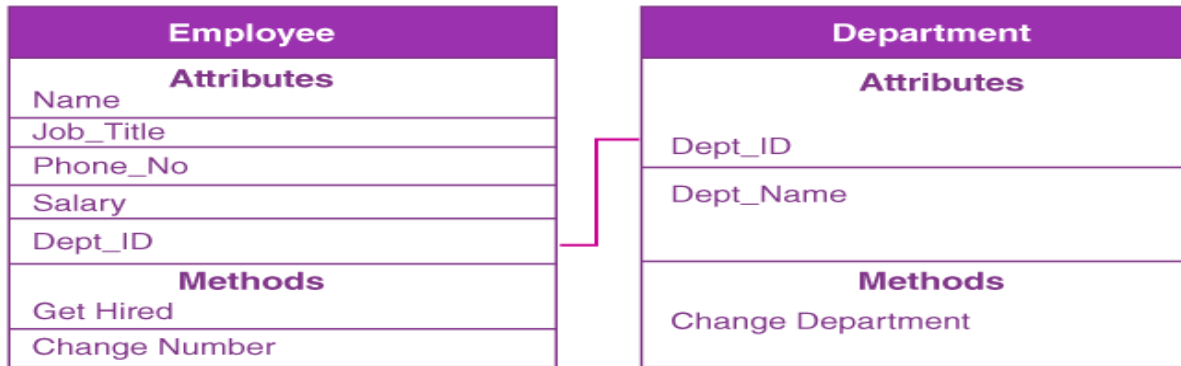 Employee
Attributes
Name
Job_Title
Phone_No
Salary
Dept_ID
Methods
Get Hired
Change Number
Department
Attributes
Dept_ID
Dept_Name
Methods
Change Department